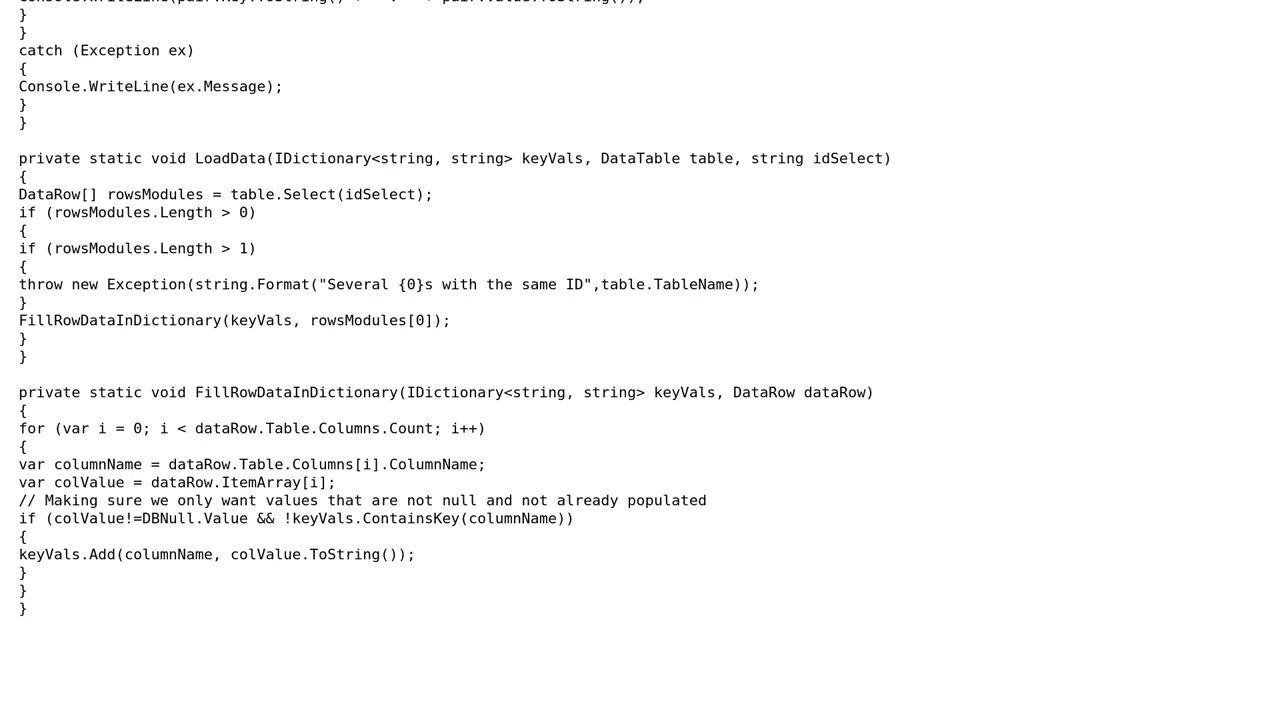 }
}
catch (Exception ex)
{
Console.WriteLine(ex.Message);
}
}
private static void LoadData(IDictionary<string, string> keyVals, DataTable table, string idSelect)
{
DataRow[] rowsModules = table.Select(idSelect);
if (rowsModules.Length > 0)
{
if (rowsModules.Length > 1)
{
throw new Exception(string.Format("Several {0}s with the same ID",table.TableName));
}
FillRowDataInDictionary(keyVals, rowsModules[0]);
}
}
private static void FillRowDataInDictionary(IDictionary<string, string> keyVals, DataRow dataRow)
{
for (var i = 0; i < dataRow.Table.Columns.Count; i++)
{
var columnName = dataRow.Table.Columns[i].ColumnName;
var colValue = dataRow.ItemArray[i];
// Making sure we only want values that are not null and not already populated
if (colValue!=DBNull.Value && !keyVals.ContainsKey(columnName))
{
keyVals.Add(columnName, colValue.ToString());
}
}
}